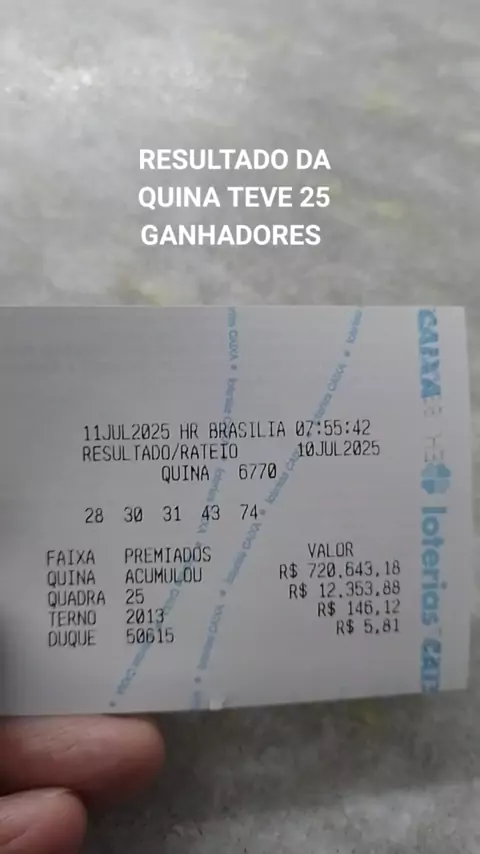 RESULTADO DA
QUINA TEVE 25
GANHADORES
11JUL2025 HR BRASILIA 07:55:42
RESULTADO/RATEIO 10JUL2025
QUINA 6770
28 30 31 43 74
FAIXA PREMIADOS VALOR
QUINA ACUMULOU R$ 720.643,18
QUADRA 25 R$ 12.353,88
TERNO 2013 R$ 146,12
DUQUE 50615 R$ 5,81
CAIXA
loterias
loterias CAIXA